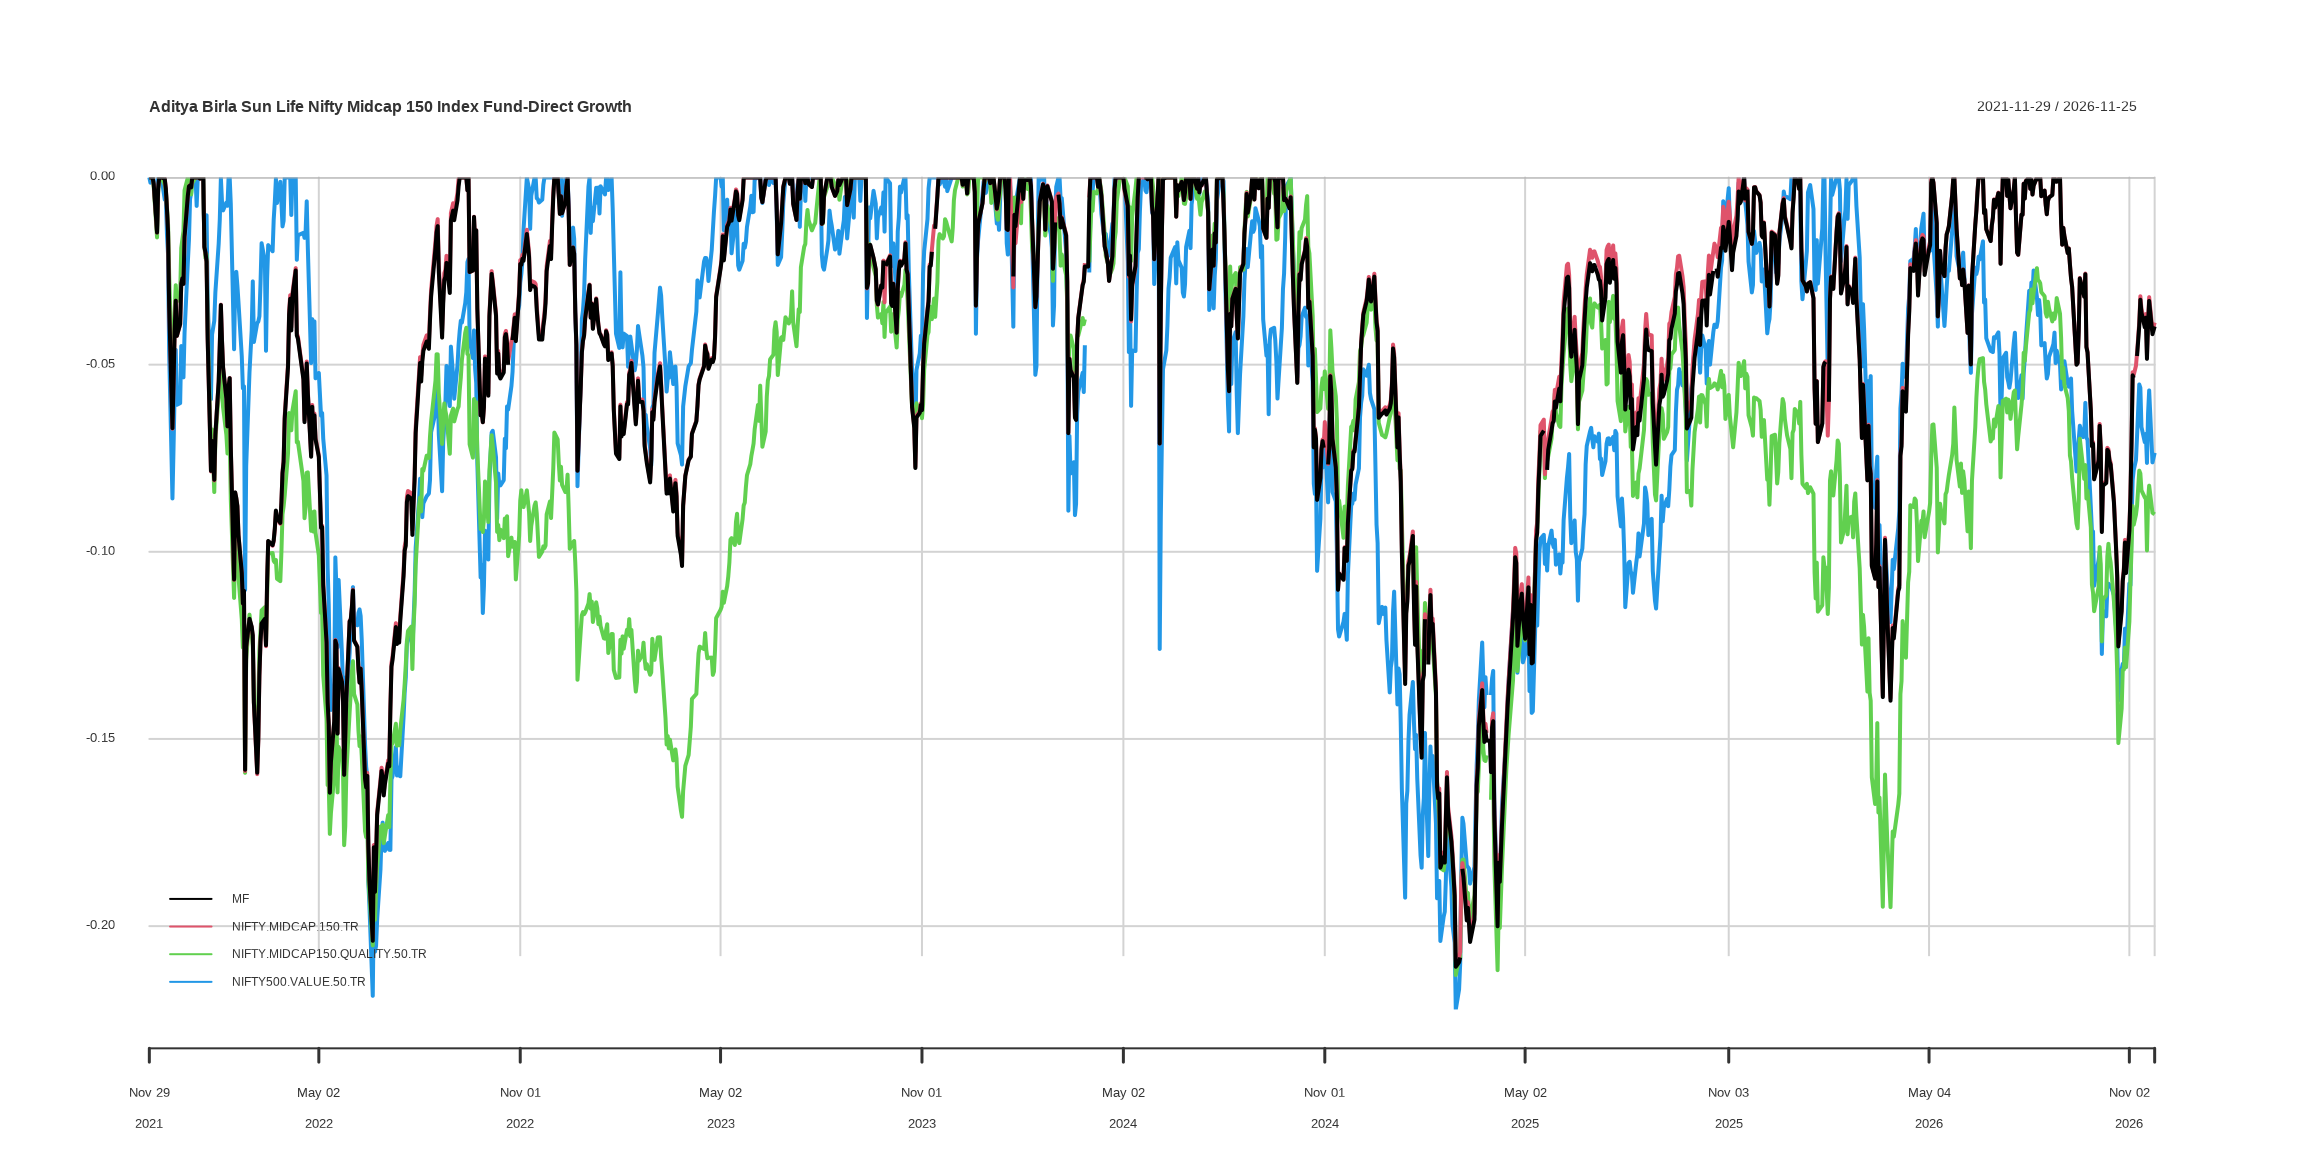 Aditya Birla Sun Life Nifty Midcap 150 Index Fund-Direct Growth
2021-11-29 / 2026-11-25
0.00
-0.05
-0.10
-0.15
-0.20
MF
NIFTY.MIDCAP.150.TR
NIFTY.MIDCAP150.QUALITY.50.TR
NIFTY500.VALUE.50.TR
Nov 29 May 02 Nov 01 May 02 Nov 01 May 02 Nov 01 May 02 Nov 03 May 04 Nov 02
2021 2022 2022 2023 2023 2024 2024 2025 2025 2026 2026